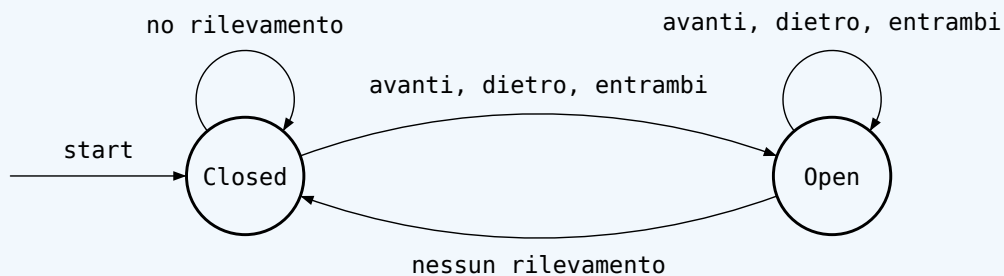 no rilevamento
avanti, dietro, entrambi
avanti, dietro, entrambi
start
Closed
Open
nessun rilevamento